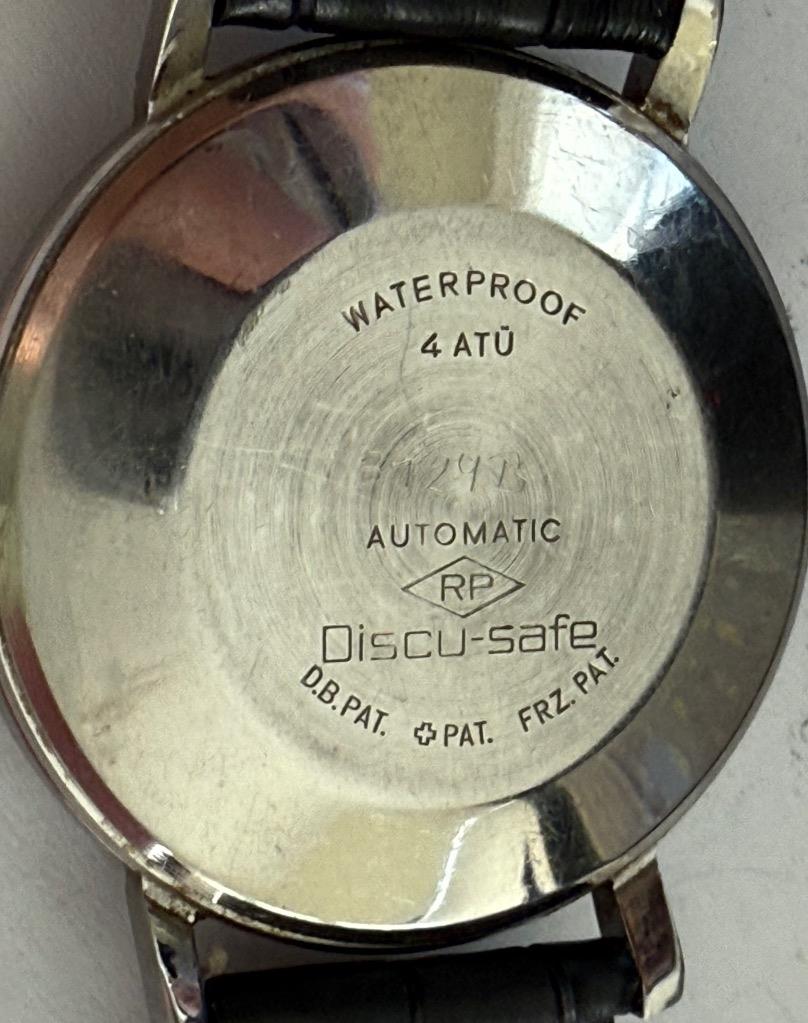 WATERPROOF
4 ATÜ
AUTOMATIC
RP
Discu-safe
D.B.PAT. PAT. FRZ. PAT.